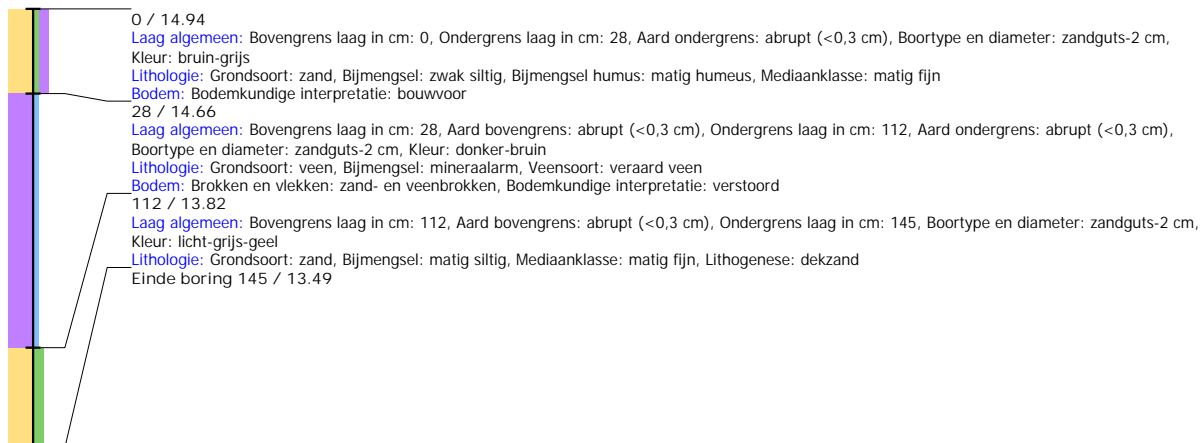 0 / 14.94
Laag algemeen: Bovengrens laag in cm: 0, Ondergrens laag in cm: 28, Aard ondergrens: abrupt (<0,3 cm), Boortype en diameter: zandguts-2 cm,
Kleur: bruin-grijs
Lithologie: Grondsoort: zand, Bijmengsel: zwak siltig, Bijmengsel humus: matig humeus, Mediaanklasse: matig fijn
Bodem: Bodemkundige interpretatie: bouwvoor
28 / 14.66
Laag algemeen: Bovengrens laag in cm: 28, Aard bovengrens: abrupt (<0,3 cm), Ondergrens laag in cm: 112, Aard ondergrens: abrupt (<0,3 cm),
Boortype en diameter: zandguts-2 cm, Kleur: donker-bruin
Lithologie: Grondsoort: veen, Bijmengsel: mineraalarm, Veensoort: veraard veen
Bodem: Brokken en vlekken: zand- en veenbrokken, Bodemkundige interpretatie: verstoord
112 / 13.82
Laag algemeen: Bovengrens laag in cm: 112, Aard bovengrens: abrupt (<0,3 cm), Ondergrens laag in cm: 145, Boortype en diameter: zandguts-2 cm,
Kleur: licht-grijs-geel
Lithologie: Grondsoort: zand, Bijmengsel: matig siltig, Mediaanklasse: matig fijn, Lithogenese: dekzand
Einde boring 145 / 13.49